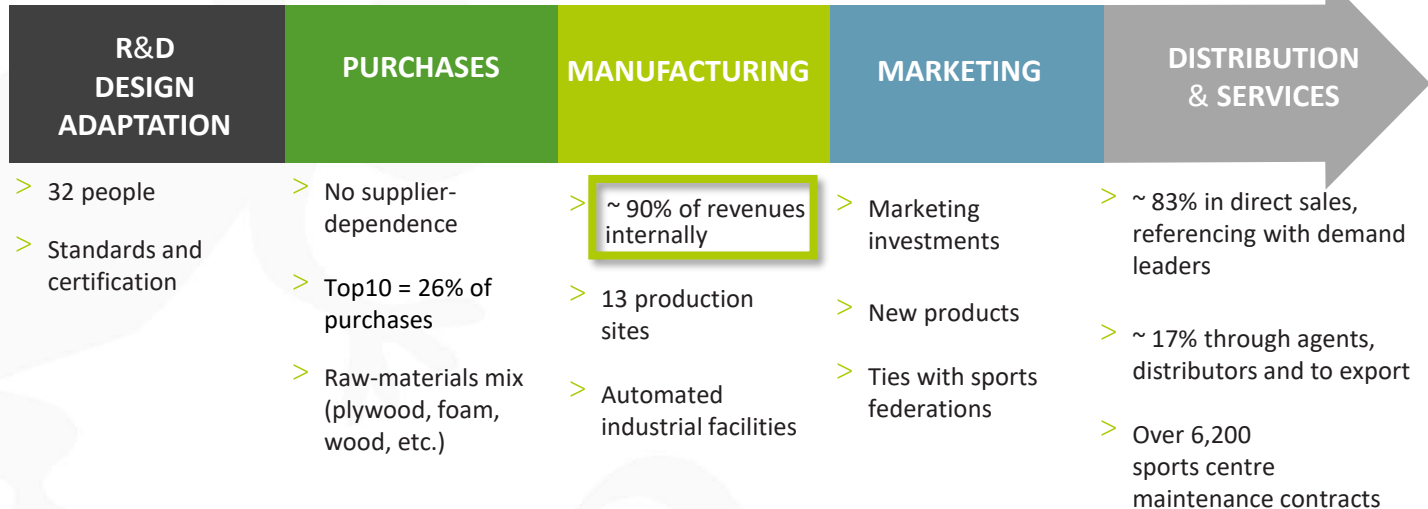 R&D
DESIGN
ADAPTATION
PURCHASES
MANUFACTURING
MARKETING
DISTRIBUTION
& SERVICES
> 32 people
> Standards and
certification
> No supplier-
dependence
> Top10 = 26% of
purchases
> Raw-materials mix
(plywood, foam,
wood, etc.)
> ~ 90% of revenues
internally
> 13 production
sites
> Automated
industrial facilities
> Marketing
investments
> New products
> Ties with sports
federations
> ~ 83% in direct sales,
referencing with demand
leaders
> ~ 17% through agents,
distributors and to export
> Over 6,200
sports centre
maintenance contracts